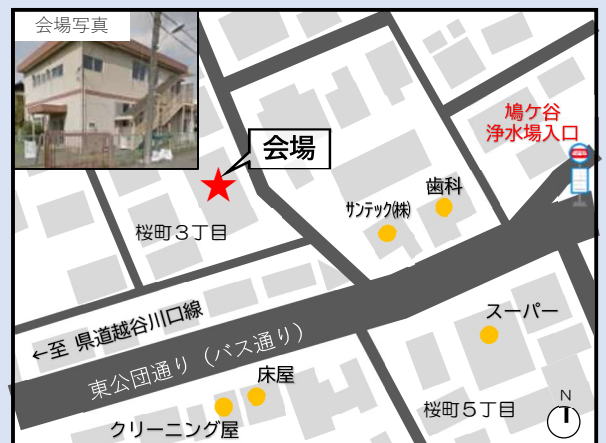 会場写真
鳩ケ谷
浄水場入口
会場
歯科
ｻﾝﾃｯｸ㈱
桜町３丁目
←至 県道越谷川口線
スーパー
東公団通り（バス通り）
床屋
クリーニング屋
桜町５丁目
N